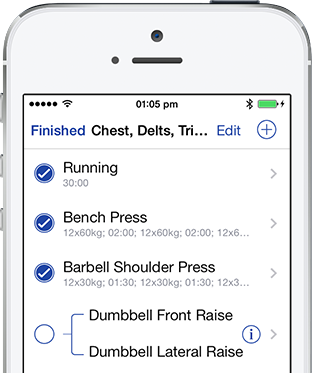 01:05 pm
Finished Chest, Delts, Tri... Edit
Running
30:00
Bench Press
12x60kg; 02:00; 12x60kg; 02:00; 12x6...
Barbell Shoulder Press
12x30kg; 01:30; 12x30kg; 01:30; 12x3...
Dumbbell Front Raise
Dumbbell Lateral Raise